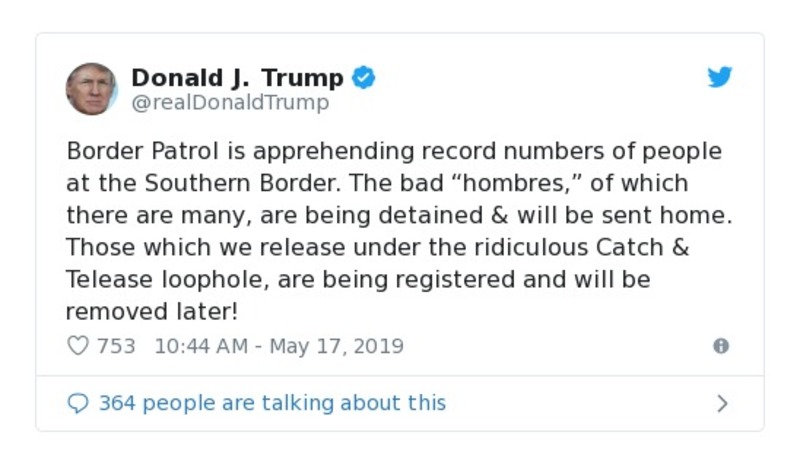 Donald J. Trump
@realDonaldTrump
Border Patrol is apprehending record numbers of people
at the Southern Border. The bad “hombres,” of which
there are many, are being detained & will be sent home.
Those which we release under the ridiculous Catch &
Telease loophole, are being registered and will be
removed later!
753 10:44 AM - May 17, 2019
364 people are talking about this